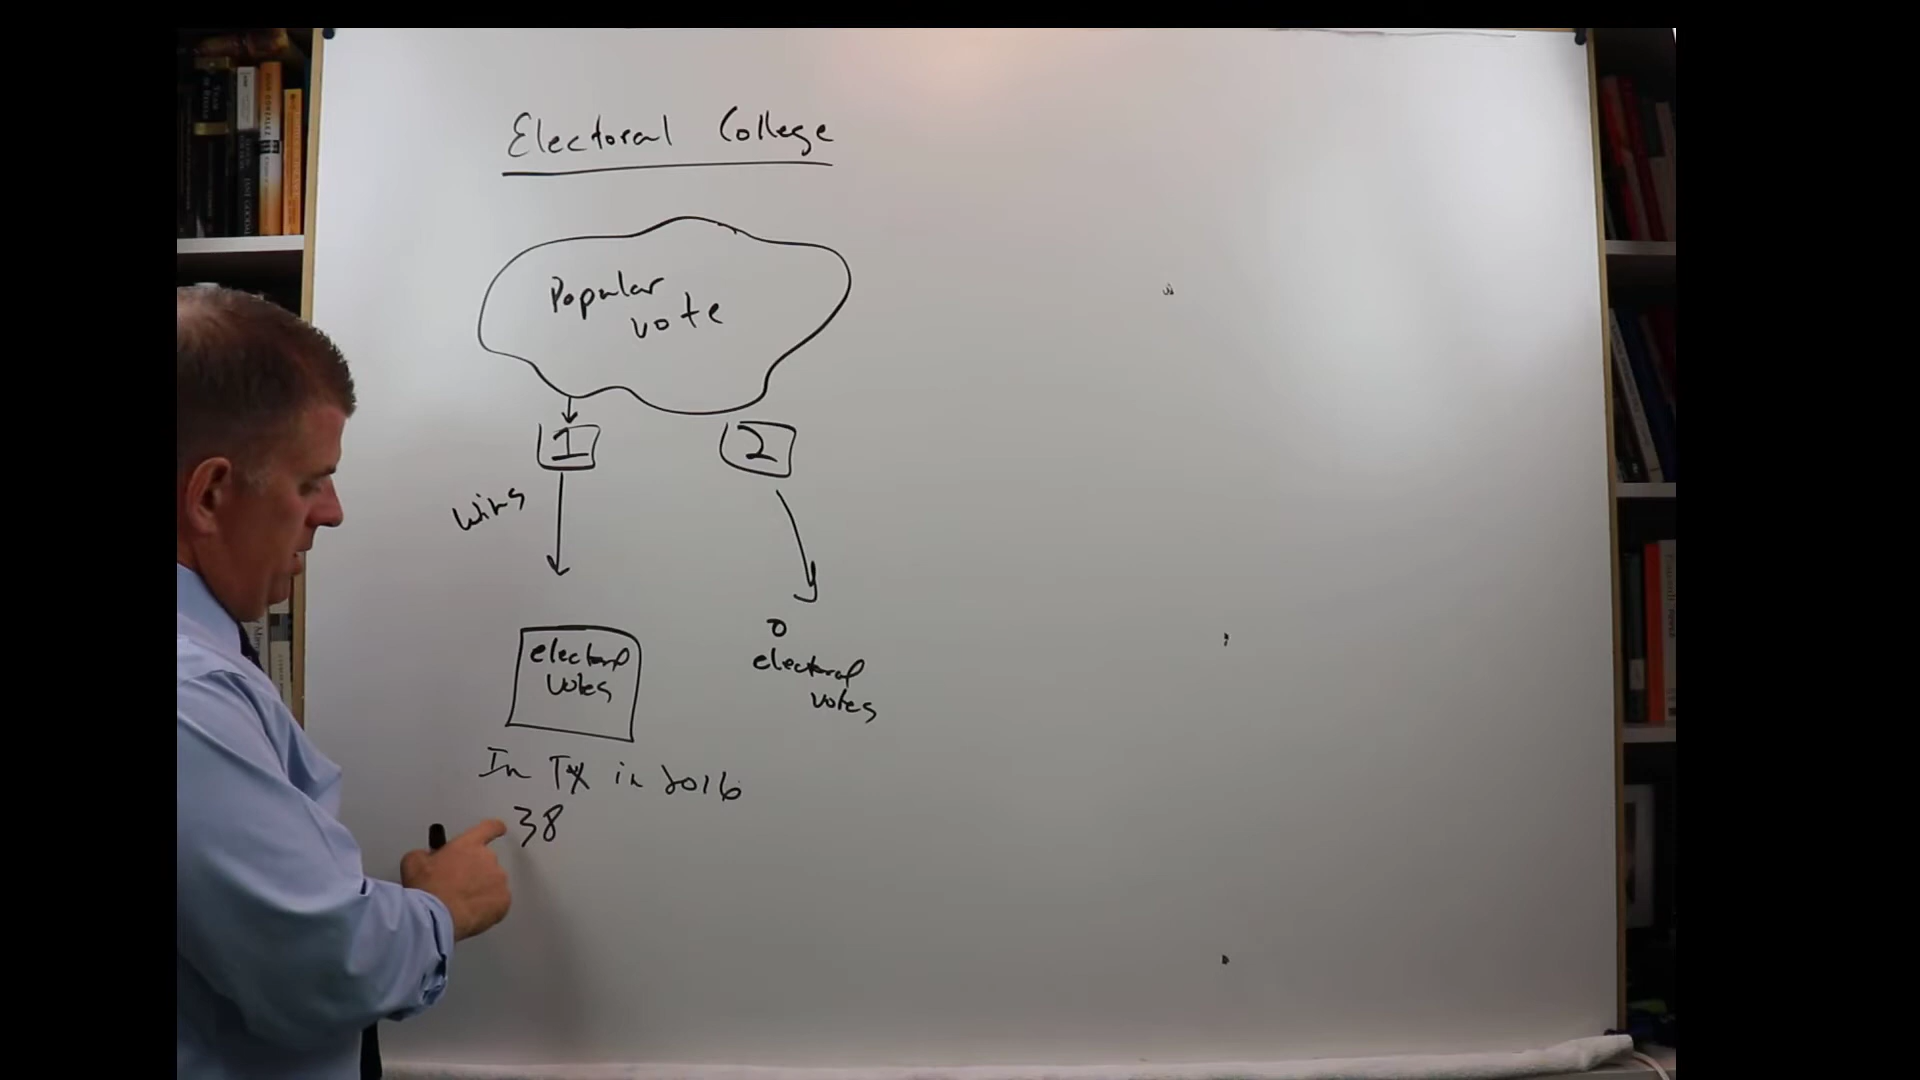 Electoral College
Popular
vote
1
2
wins
electoral
votes
0
electoral
votes
In TX in 2016
38